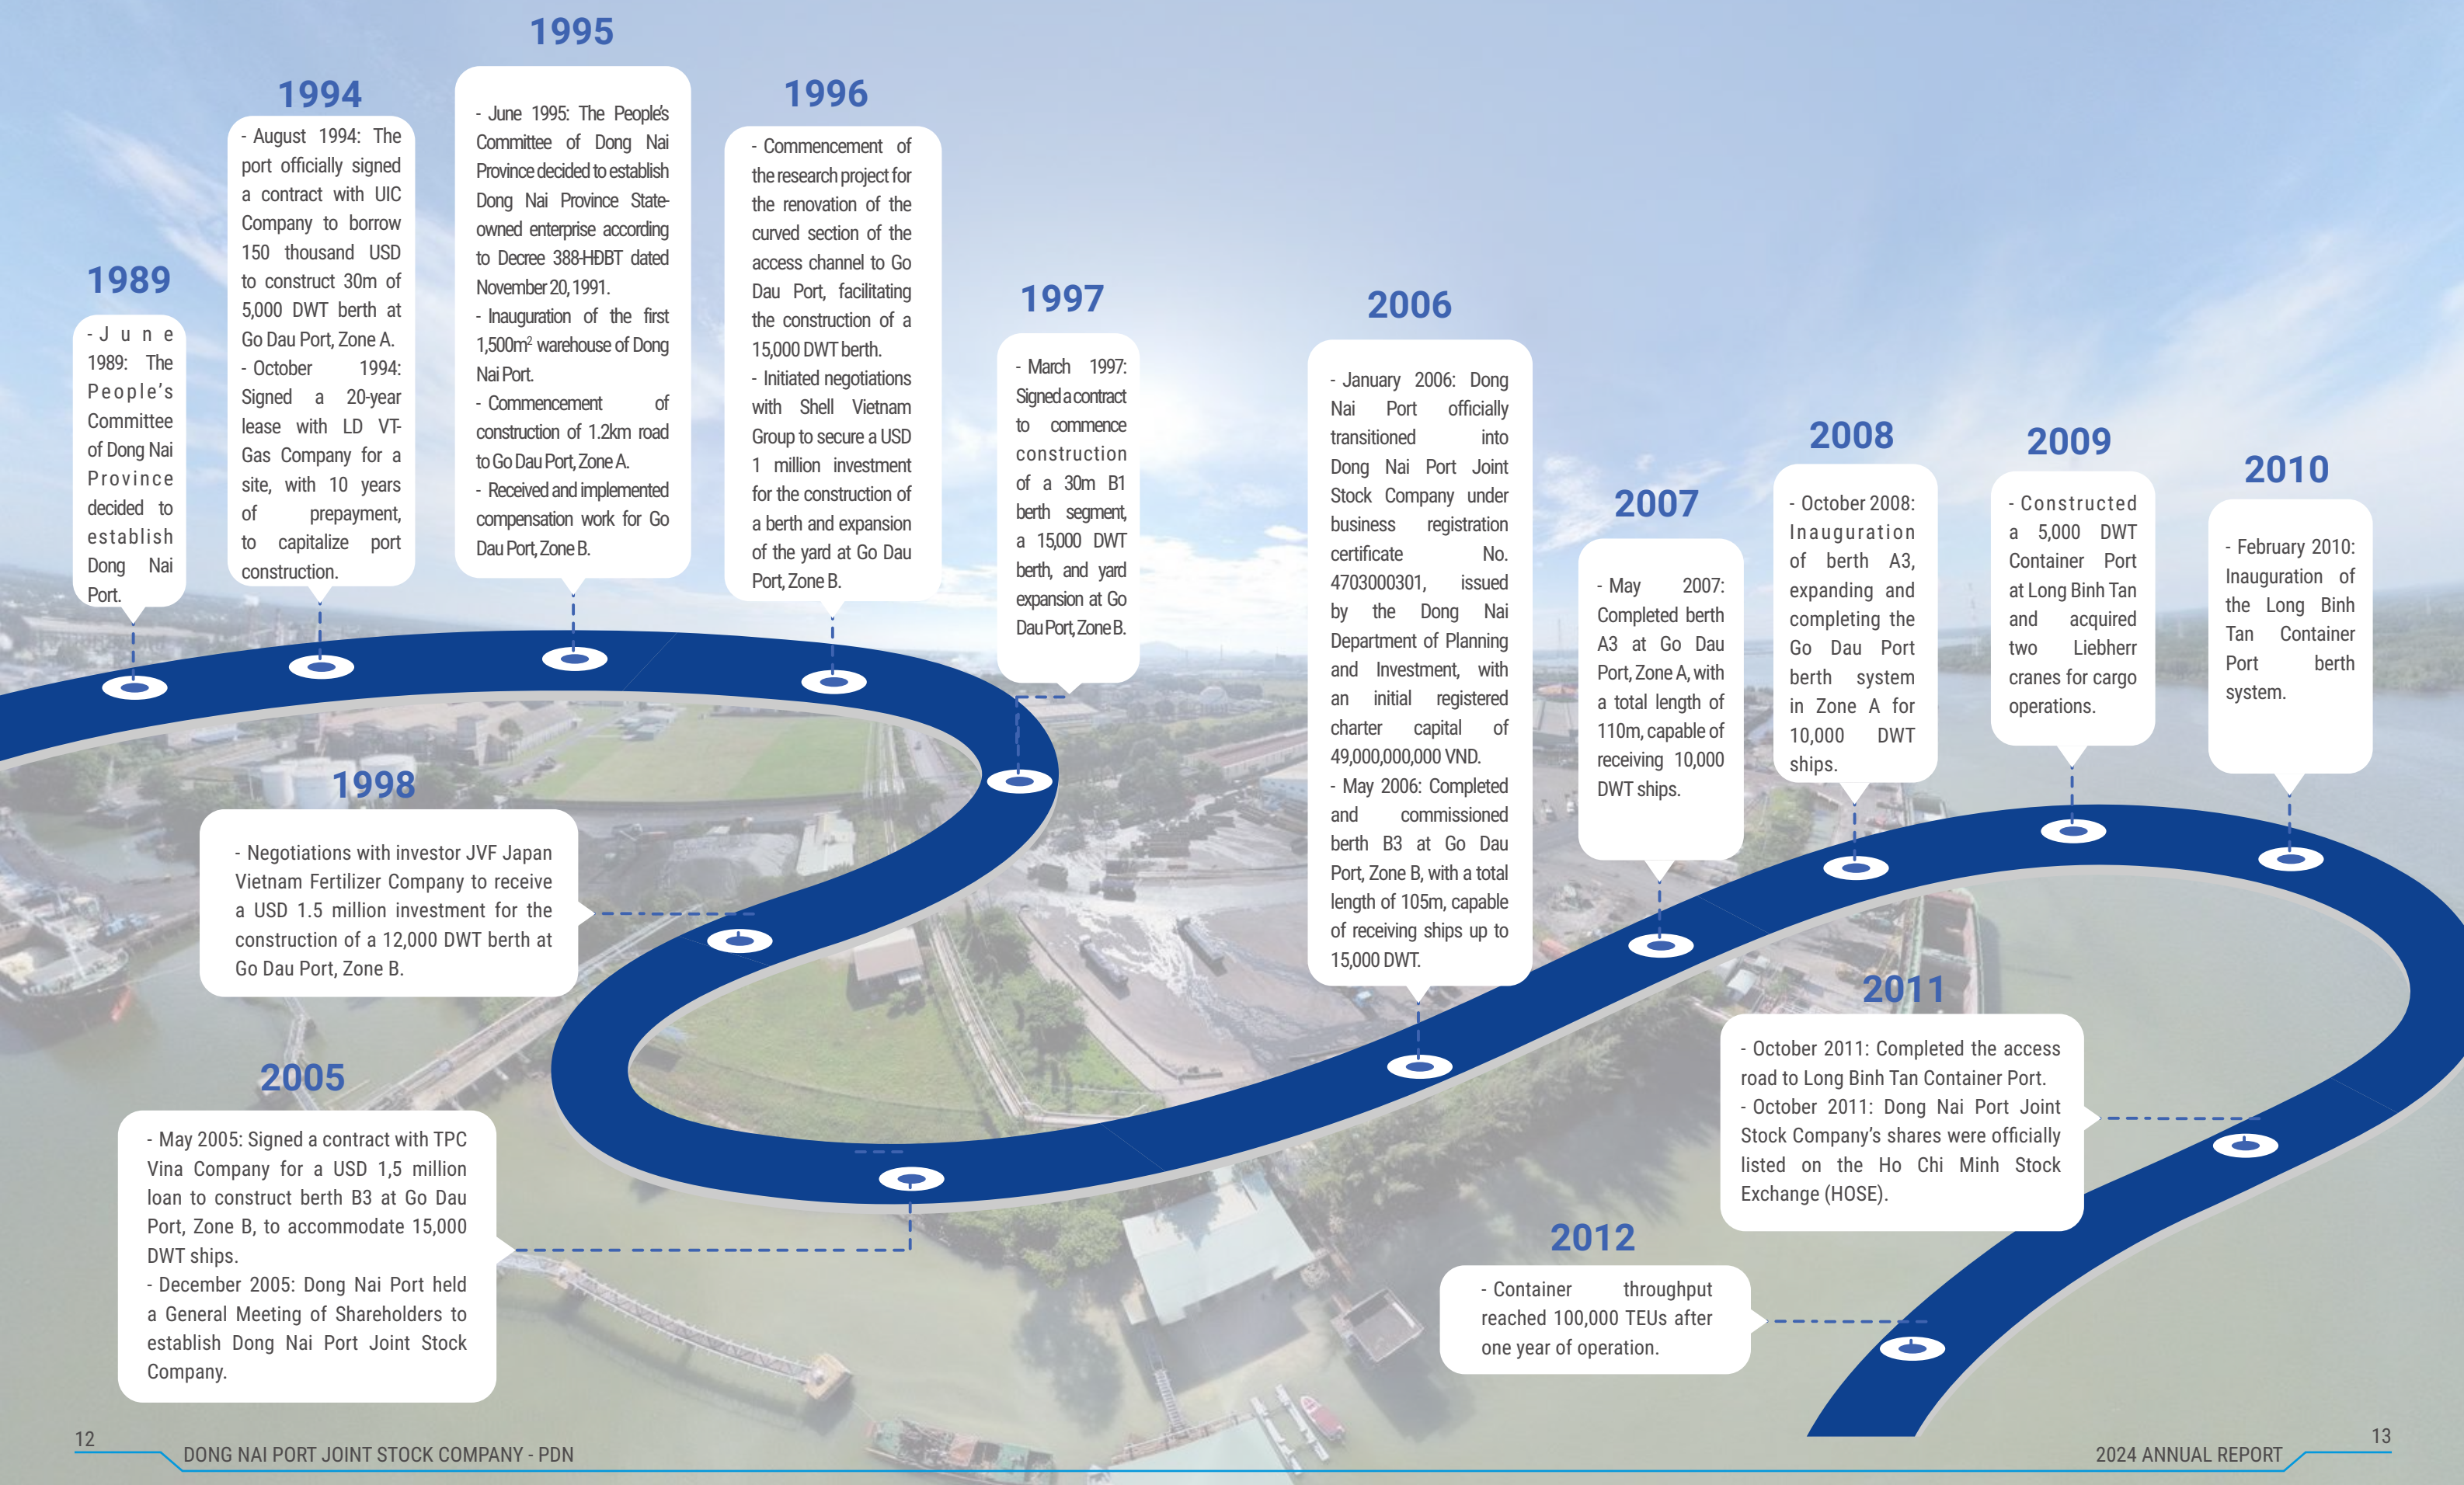 1989
- June
1989: The
People's
Committee
of Dong Nai
Province
decided to
establish
Dong Nai
Port.
1994
- August 1994: The
port officially signed
a contract with UIC
Company to borrow
150 thousand USD
to construct 30m of
5,000 DWT berth at
Go Dau Port, Zone A.
- October 1994:
Signed a 20-year
lease with LD VT-
Gas Company for a
site, with 10 years
of prepayment,
to capitalize port
construction.
1995
- June 1995: The People's
Committee of Dong Nai
Province decided to establish
Dong Nai Province State-
owned enterprise according
to Decree 388-HĐBT dated
November 20, 1991.
- Inauguration of the first
1,500m² warehouse of Dong
Nai Port.
- Commencement of
construction of 1.2km road
to Go Dau Port, Zone A.
- Received and implemented
compensation work for Go
Dau Port, Zone B.
1996
- Commencement of
the research project for
the renovation of the
curved section of the
access channel to Go
Dau Port, facilitating
the construction of a
15,000 DWT berth.
- Initiated negotiations
with Shell Vietnam
Group to secure a USD
1 million investment
for the construction of
a berth and expansion
of the yard at Go Dau
Port, Zone B.
1997
- March 1997:
Signed a contract
to commence
construction
of a 30m B1
berth segment,
a 15,000 DWT
berth, and yard
expansion at Go
Dau Port, Zone B.
1998
- Negotiations with investor JVF Japan
Vietnam Fertilizer Company to receive
a USD 1.5 million investment for the
construction of a 12,000 DWT berth at
Go Dau Port, Zone B.
2005
- May 2005: Signed a contract with TPC
Vina Company for a USD 1,5 million
loan to construct berth B3 at Go Dau
Port, Zone B, to accommodate 15,000
DWT ships.
- December 2005: Dong Nai Port held
a General Meeting of Shareholders to
establish Dong Nai Port Joint Stock
Company.
2006
- January 2006: Dong
Nai Port officially
transitioned into
Dong Nai Port Joint
Stock Company under
business registration
certificate No.
4703000301, issued
by the Dong Nai
Department of Planning
and Investment, with
an initial registered
charter capital of
49,000,000,000 VND.
- May 2006: Completed
and commissioned
berth B3 at Go Dau
Port, Zone B, with a total
length of 105m, capable
of receiving ships up to
15,000 DWT.
2007
- May 2007:
Completed berth
A3 at Go Dau
Port, Zone A, with
a total length of
110m, capable of
receiving 10,000
DWT ships.
2008
- October 2008:
Inauguration
of berth A3,
expanding and
completing the
Go Dau Port
berth system
in Zone A for
10,000 DWT
ships.
2009
- Constructed
a 5,000 DWT
Container Port
at Long Binh Tan
and acquired
two Liebherr
cranes for cargo
operations.
2010
- February 2010:
Inauguration of
the Long Binh
Tan Container
Port berth
system.
2011
- October 2011: Completed the access
road to Long Binh Tan Container Port.
- October 2011: Dong Nai Port Joint
Stock Company's shares were officially
listed on the Ho Chi Minh Stock
Exchange (HOSE).
2012
- Container throughput
reached 100,000 TEUs after
one year of operation.
12
DONG NAI PORT JOINT STOCK COMPANY - PDN
2024 ANNUAL REPORT
13